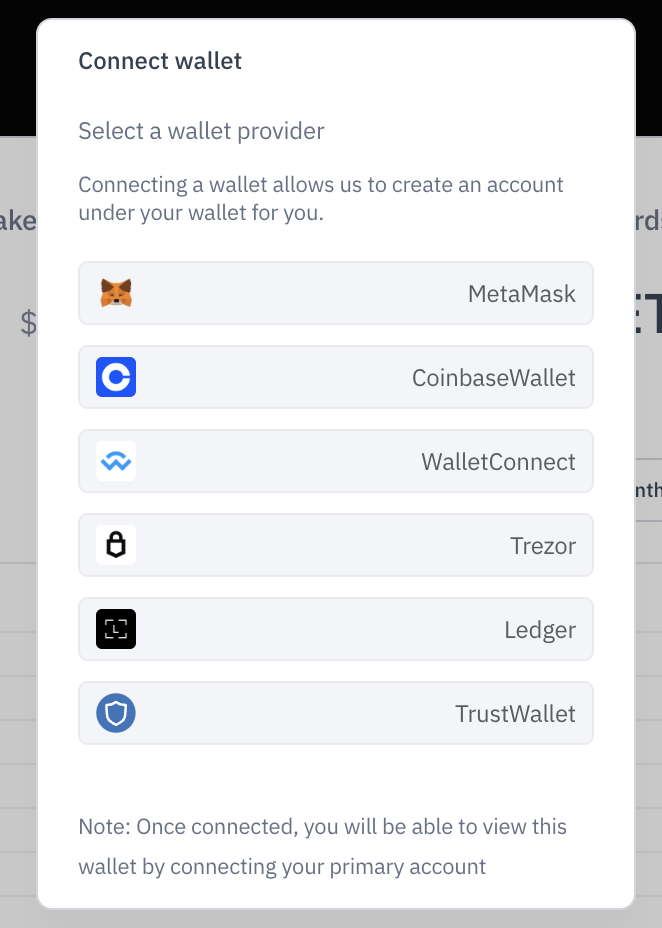 Connect wallet
Select a wallet provider
Connecting a wallet allows us to create an account
under your wallet for you.
MetaMask
CoinbaseWallet
WalletConnect
Trezor
Ledger
TrustWallet
Note: Once connected, you will be able to view this
wallet by connecting your primary account
$